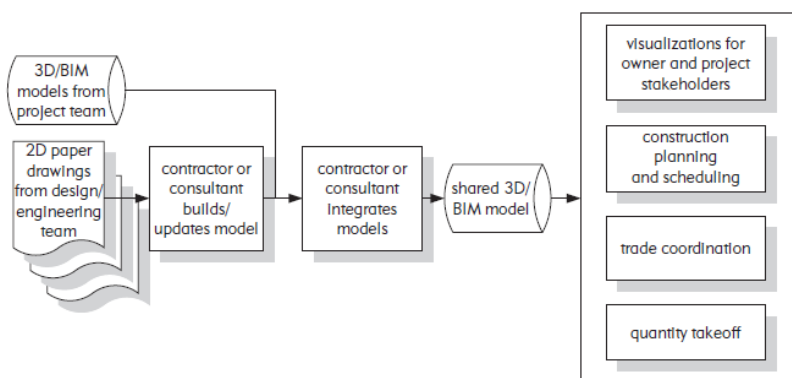 3D/BIM
models from
project team
2D paper
drawings
from design/
engineering
team
contractor or
consultant
builds/
updates model
contractor or
consultant
Integrates
models
shared 3D/
BIM model
visualizations for
owner and project
stakeholders
construction
planning
and scheduling
trade coordination
quantity takeoff